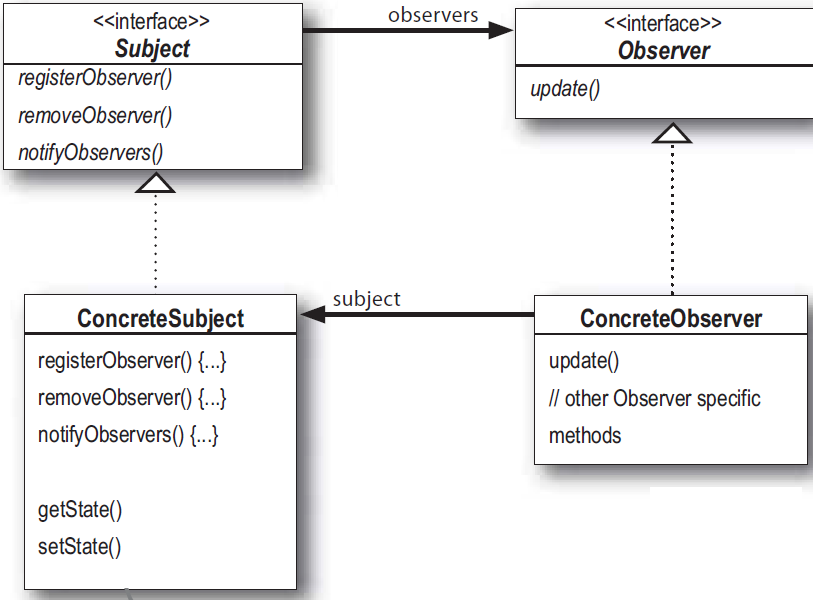 <<interface>>
Subject
registerObserver()
removeObserver()
notifyObservers()
observers
<<interface>>
Observer
update()
ConcreteSubject
registerObserver() {...}
removeObserver() {...}
notifyObservers() {...}
getState()
setState()
subject
ConcreteObserver
update()
// other Observer specific
methods